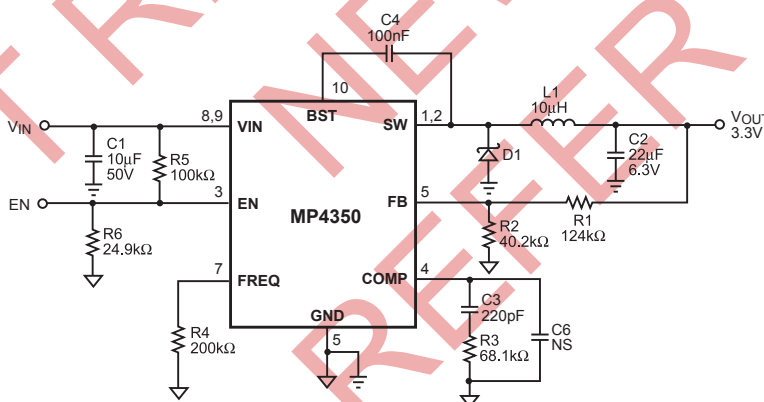 C4
100nF
10
BST
VIN
8,9
VIN
C1
10µF
50V
R5
100kΩ
EN
3
EN
R6
24.9kΩ
7
FREQ
R4
200kΩ
MP4350
GND
5
SW
1,2
L1
10µH
D1
C2
22µF
6.3V
VOUT
3.3V
FB
5
R2
40.2kΩ
R1
124kΩ
COMP
4
C3
220pF
R3
68.1kΩ
C6
NS